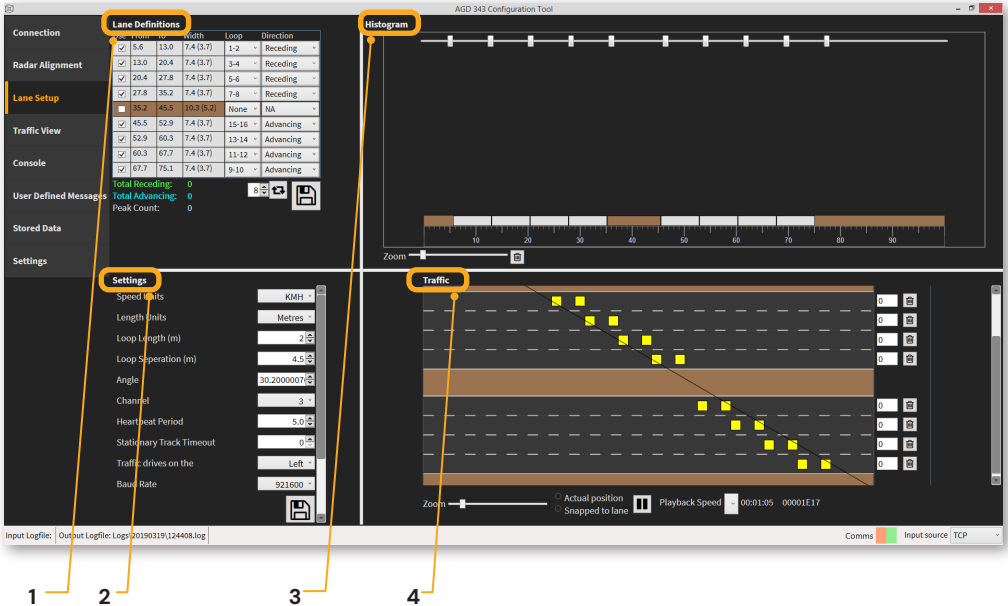 AGD 343 Configuration Tool
Connection
Radar Alignment
Lane Setup
Traffic View
Console
User Defined Messages
Stored Data
Settings
Lane Definitions
Use From To Width Loop Direction
5.6 13.0 7.4 (3.7) 1-2 Receding
13.0 20.4 7.4 (3.7) 3-4 Receding
20.4 27.8 7.4 (3.7) 5-6 Receding
27.8 35.2 7.4 (3.7) 7-8 Receding
35.2 45.5 10.3 (5.2) None NA
45.5 52.9 7.4 (3.7) 15-16 Advancing
52.9 60.3 7.4 (3.7) 13-14 Advancing
60.3 67.7 7.4 (3.7) 11-12 Advancing
67.7 75.1 7.4 (3.7) 9-10 Advancing
Total Receding: 0
Total Advancing: 0
Peak Count: 0
8
Histogram
10 20 30 40 50 60 70 80 90
Zoom
Settings
Speed Units KMH
Length Units Metres
Loop Length (m) 2
Loop Seperation (m) 4.5
Angle 30.2000007
Channel 3
Heartbeat Period 5.0
Stationary Track Timeout 0
Traffic drives on the Left
Baud Rate 921600
Traffic
0
0
0
0
0
0
0
0
Zoom
Actual position
Snapped to lane
Playback Speed 00:01:05 00001E17
Input Logfile: Output Logfile: Logs\20190319\124408.log
Comms Input source TCP
1 2 3 4